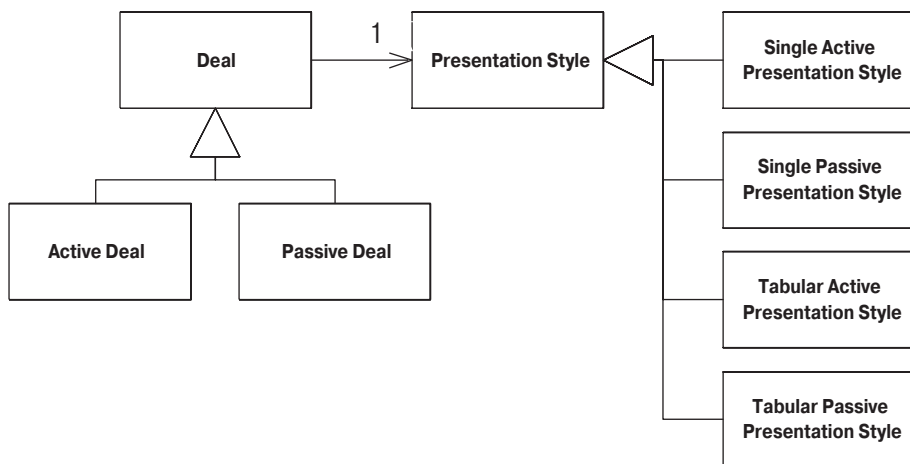 Deal
1
Presentation Style
Single Active
Presentation Style
Single Passive
Presentation Style
Active Deal
Passive Deal
Tabular Active
Presentation Style
Tabular Passive
Presentation Style